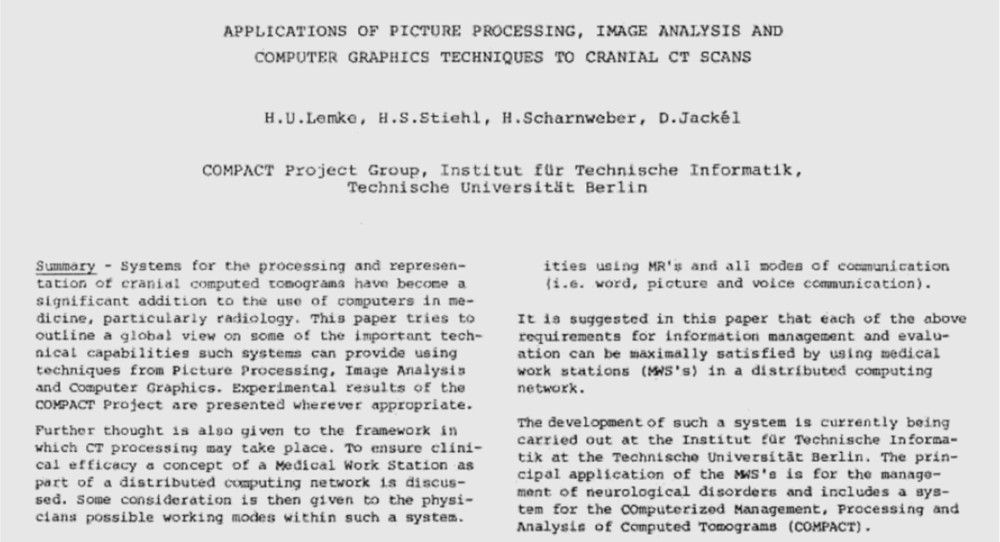 APPLICATIONS OF PICTURE PROCESSING, IMAGE ANALYSIS AND
COMPUTER GRAPHICS TECHNIQUES TO CRANIAL CT SCANS
H.U.Lemke, H.S.Stiehl, H.Scharnweber, D.Jackél
COMPACT Project Group, Institut für Technische Informatik,
Technische Universität Berlin
Summary - Systems for the processing and represen-
tation of cranial computed tomograms have become a
significant addition to the use of computers in me-
dicine, particularly radiology. This paper tries to
outline a global view on some of the important tech-
nical capabilities such systems can provide using
techniques from Picture Processing, Image Analysis
and Computer Graphics. Experimental results of the
COMPACT Project are presented wherever appropriate.
Further thought is also given to the framework in
which CT processing may take place. To ensure clini-
cal efficacy a concept of a Medical Work Station as
part of a distributed computing network is discus-
sed. Some consideration is then given to the physi-
cians possible working modes within such a system.
ities using MR's and all modes of communication
(i.e. word, picture and voice communication).
It is suggested in this paper that each of the above
requirements for information management and evalu-
ation can be maximally satisfied by using medical
work stations (MWS's) in a distributed computing
network.
The development of such a system is currently being
carried out at the Institut für Technische Informa-
tik at the Technische Universität Berlin. The prin-
cipal application of the MWS's is for the manage-
ment of neurological disorders and includes a sys-
tem for the COmputerized Management, Processing and
Analysis of Computed Tomograms (COMPACT).